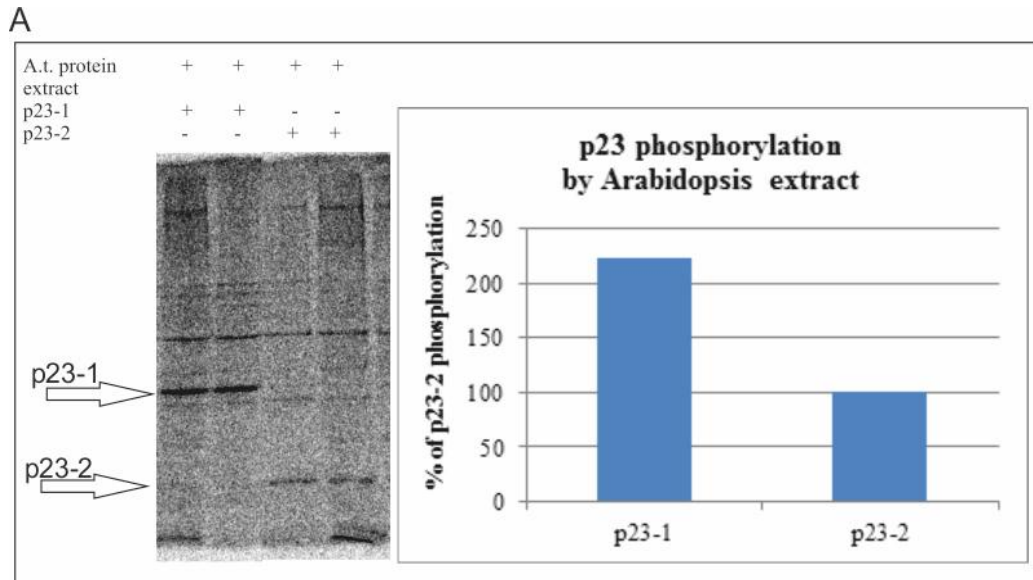 A
A.t. protein + + + +
extract
p23-1 + + - -
p23-2 - - + +
p23-1
p23-2
p23 phosphorylation
by Arabidopsis extract
% of p23-2 phosphorylation
250
200
150
100
50
0
p23-1 p23-2